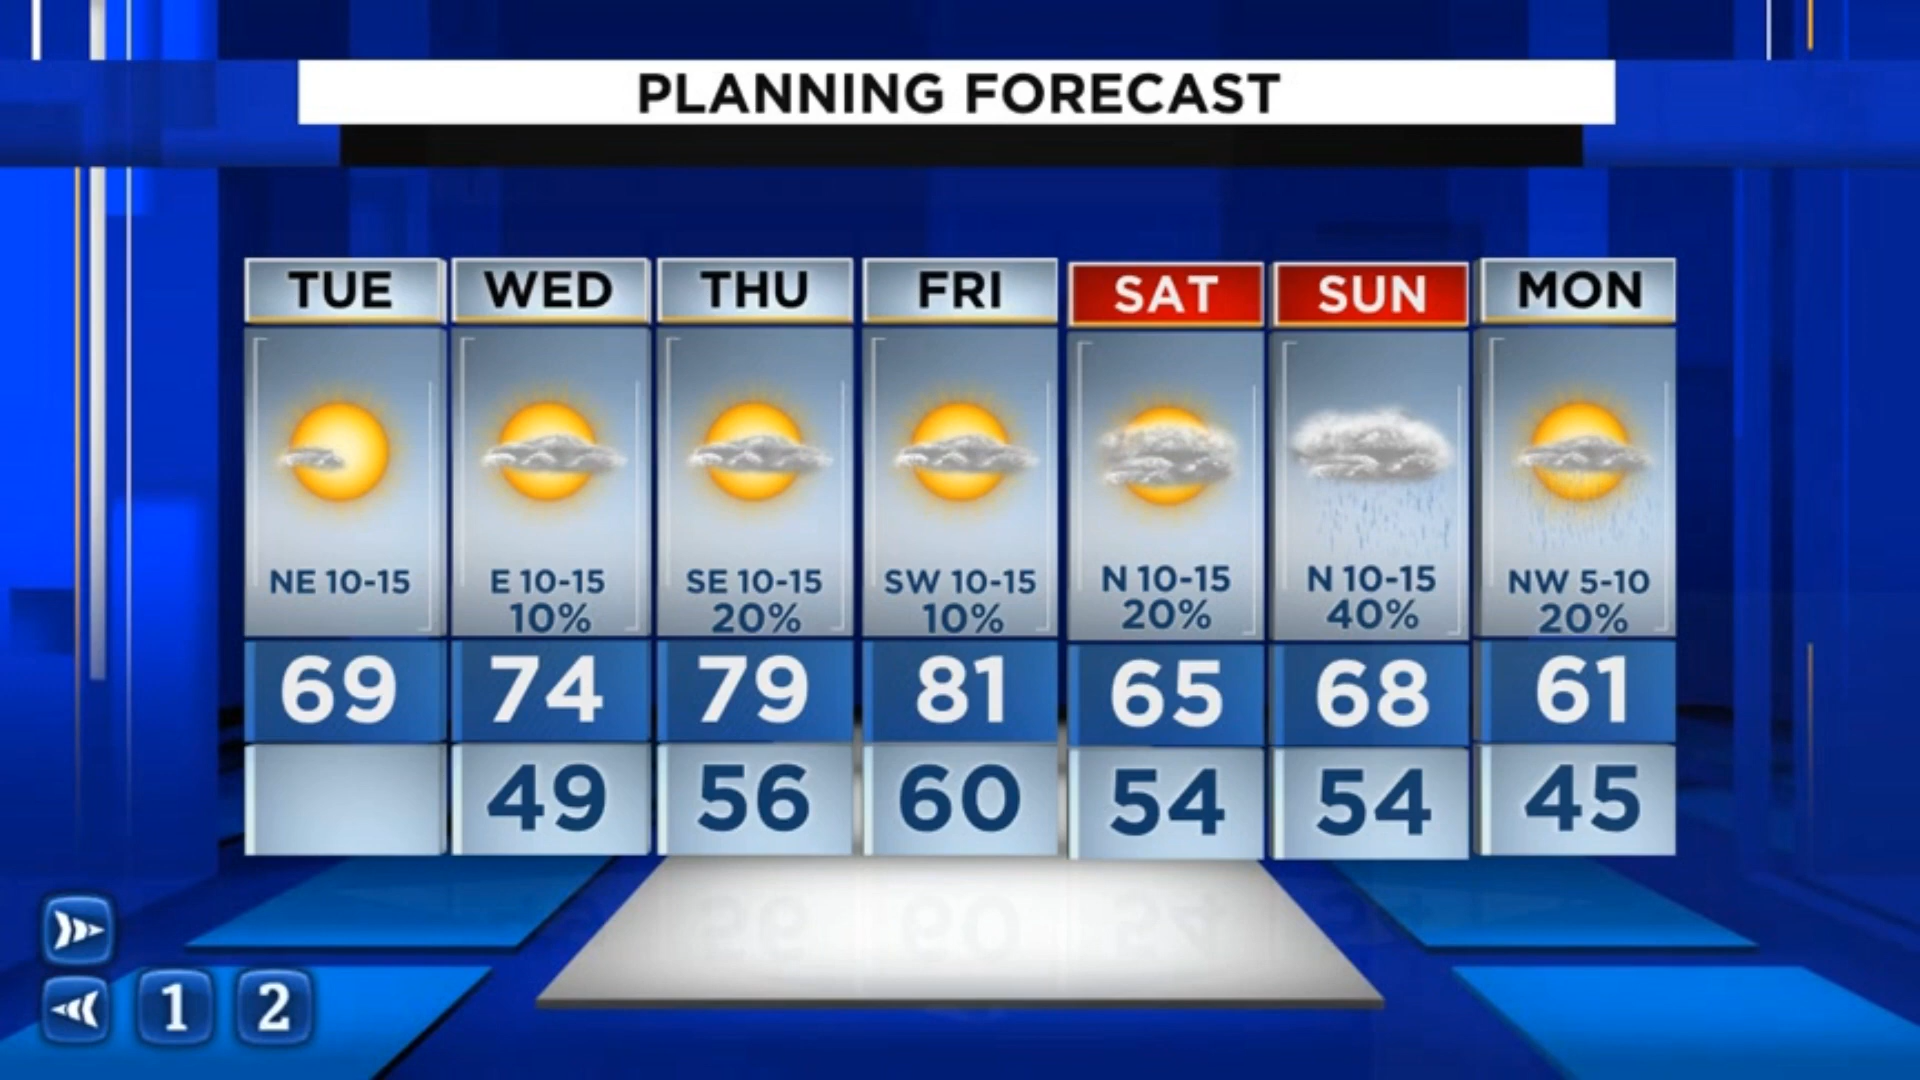 PLANNING FORECAST
TUE WED THU FRI SAT SUN MON
NE 10-15 E 10-15 SE 10-15 SW 10-15 N 10-15 N 10-15 NW 5-10
10% 20% 10% 20% 40% 20%
69 74 79 81 65 68 61
49 56 60 54 54 45
1 2